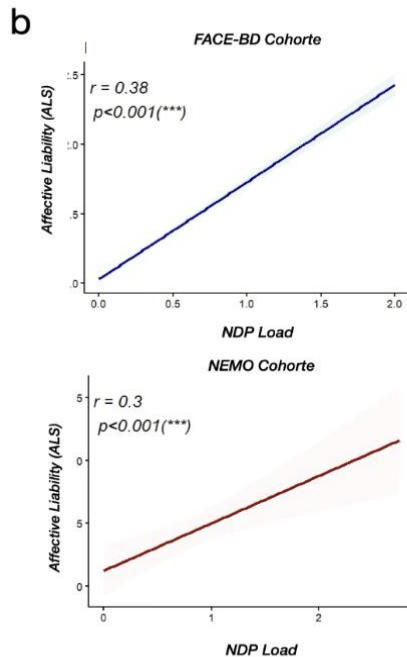 b
FACE-BD Cohorte
Affective Liability (ALS)
r = 0.38
p<0.001(***)
:.5
:.0
.5
.0
0.0 0.5 1.0 1.5 2.0
NDP Load
NEMO Cohorte
Affective Liability (ALS)
r = 0.3
p<0.001(***)
5
0
5
0
0 1 2
NDP Load